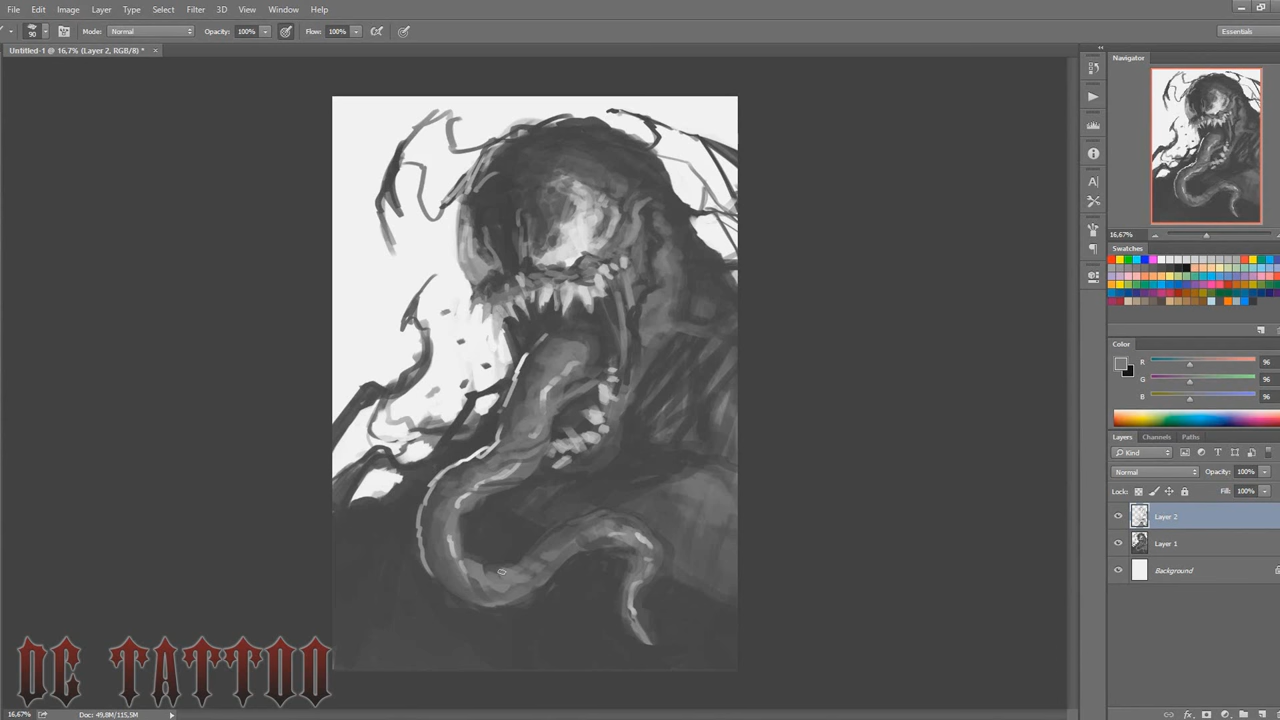 File Edit Image Layer Type Select Filter 3D View Window Help
90 Mode: Normal Opacity: 100% Flow: 100% Essentials
Untitled-1 @ 16,7% (Layer 2, RGB/8) * ×
Navigator
16,67%
Swatches
Color
R 96
G 96
B 96
Layers Channels Paths
Kind
Normal Opacity: 100%
Lock: Fill: 100%
Layer 2
Layer 1
Background
DC TATTOO
16,67% Doc: 49,8M/115,5M